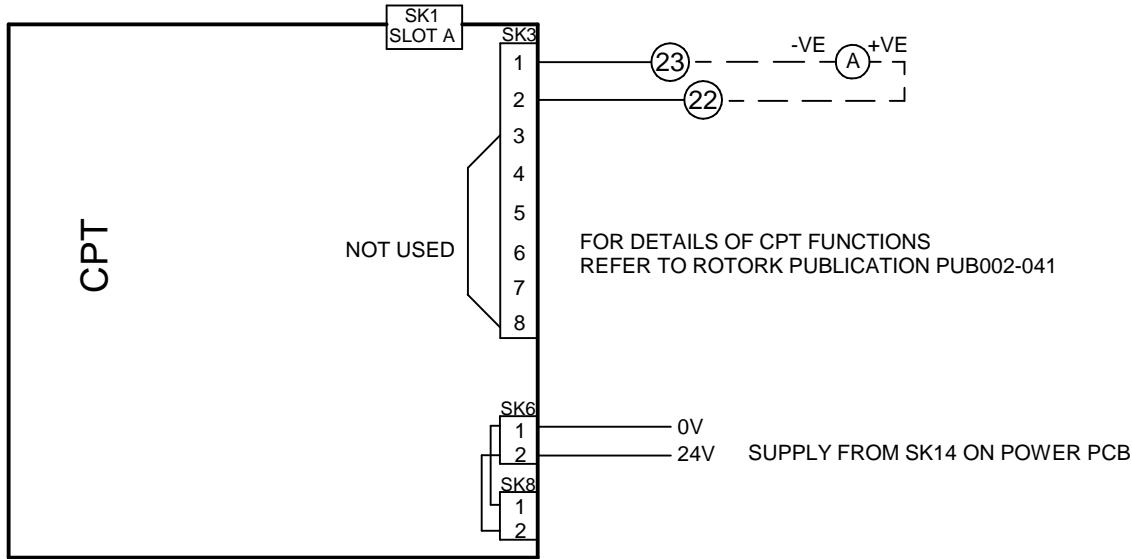 SK1
SLOT A
SK3
1
2
3
4
5
6
7
8
23
-VE
A
+VE
22
CPT
NOT USED
FOR DETAILS OF CPT FUNCTIONS
REFER TO ROTORK PUBLICATION PUB002-041
SK6
1
2
0V
24V SUPPLY FROM SK14 ON POWER PCB
SK8
1
2